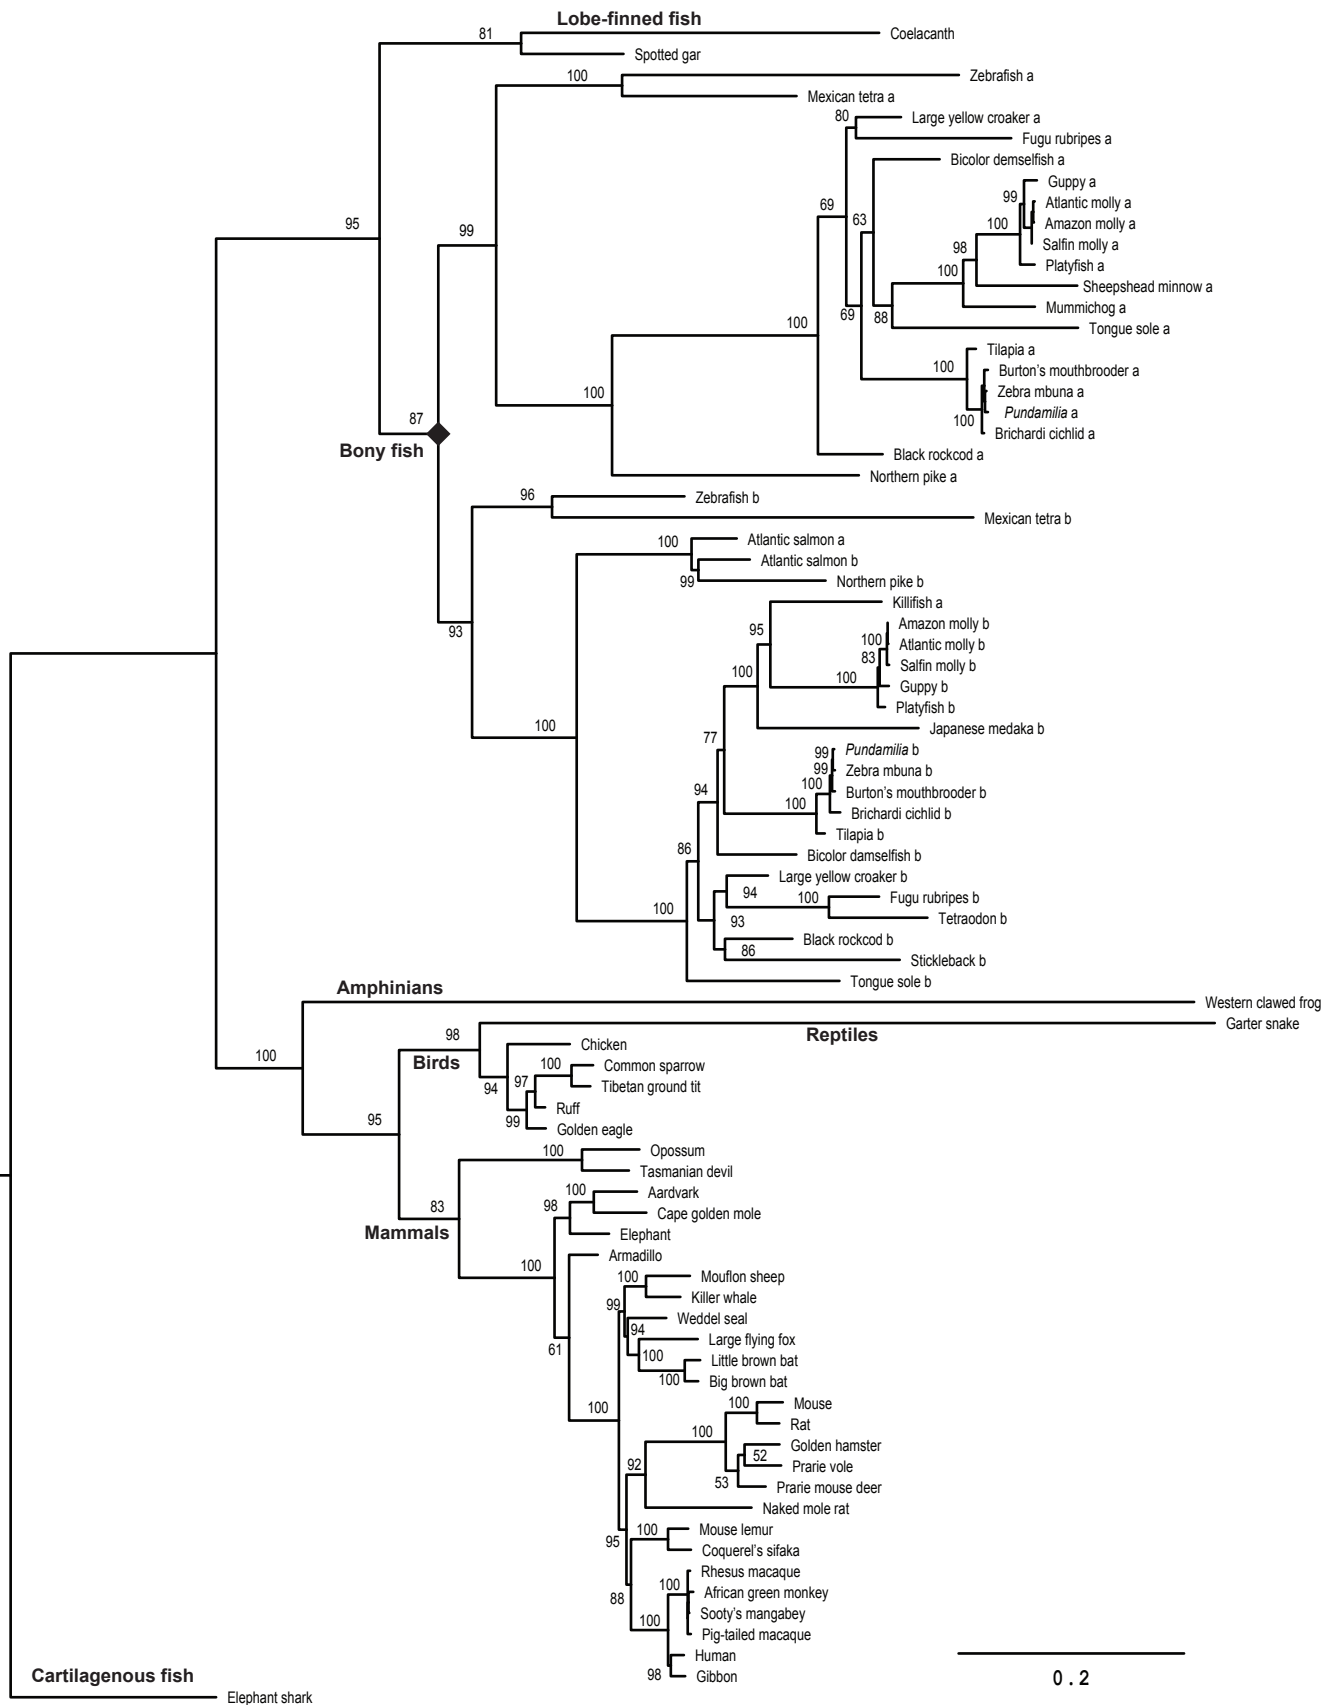 Lobe-finned fish
81
Coelacanth
Spotted gar
100
Zebrafish a
Mexican tetra a
80
Large yellow croaker a
Fugu rubripes a
Bicolor demselfish a
Guppy a
99
Atlantic molly a
95
69
63
100
Amazon molly a
99
98
Salfin molly a
Platyfish a
100
Sheepshead minnow a
Mummichog a
69
88
100
Tongue sole a
Tilapia a
100
Burton's mouthbrooder a
Zebra mbuna a
100
Pundamilia a
87
100
Brichardi cichlid a
Bony fish
Black rockcod a
Northern pike a
96
Zebrafish b
Mexican tetra b
100
Atlantic salmon a
Atlantic salmon b
99
Northern pike b
Killifish a
93
95
Amazon molly b
100
Atlantic molly b
83
Salfin molly b
100
100
Guppy b
Platyfish b
100
Japanese medaka b
77
99
Pundamilia b
99
Zebra mbuna b
94
100
Burton's mouthbrooder b
100
Brichardi cichlid b
Tilapia b
86
Bicolor damselfish b
Large yellow croaker b
94
100
Fugu rubripes b
100
93
Tetraodon b
Black rockcod b
86
Stickleback b
Tongue sole b
Amphinians
Western clawed frog
Garter snake
98
Reptiles
100
Birds
Chicken
100
Common sparrow
94
97
Tibetan ground tit
Ruff
95
99
Golden eagle
100
Opossum
Tasmanian devil
100
Aardvark
83
98
Cape golden mole
Mammals
Elephant
100
Armadillo
100
Mouflon sheep
99
Killer whale
Weddel seal
94
Large flying fox
61
100
Little brown bat
100
Big brown bat
100
100
Mouse
Rat
100
Golden hamster
92
52
Prarie vole
53
Prarie mouse deer
Naked mole rat
95
100
Mouse lemur
Coquerel's sifaka
Rhesus macaque
100
African green monkey
88
Sooty's mangabey
100
Pig-tailed macaque
Human
98
Gibbon
Cartilagenous fish
0.2
Elephant shark